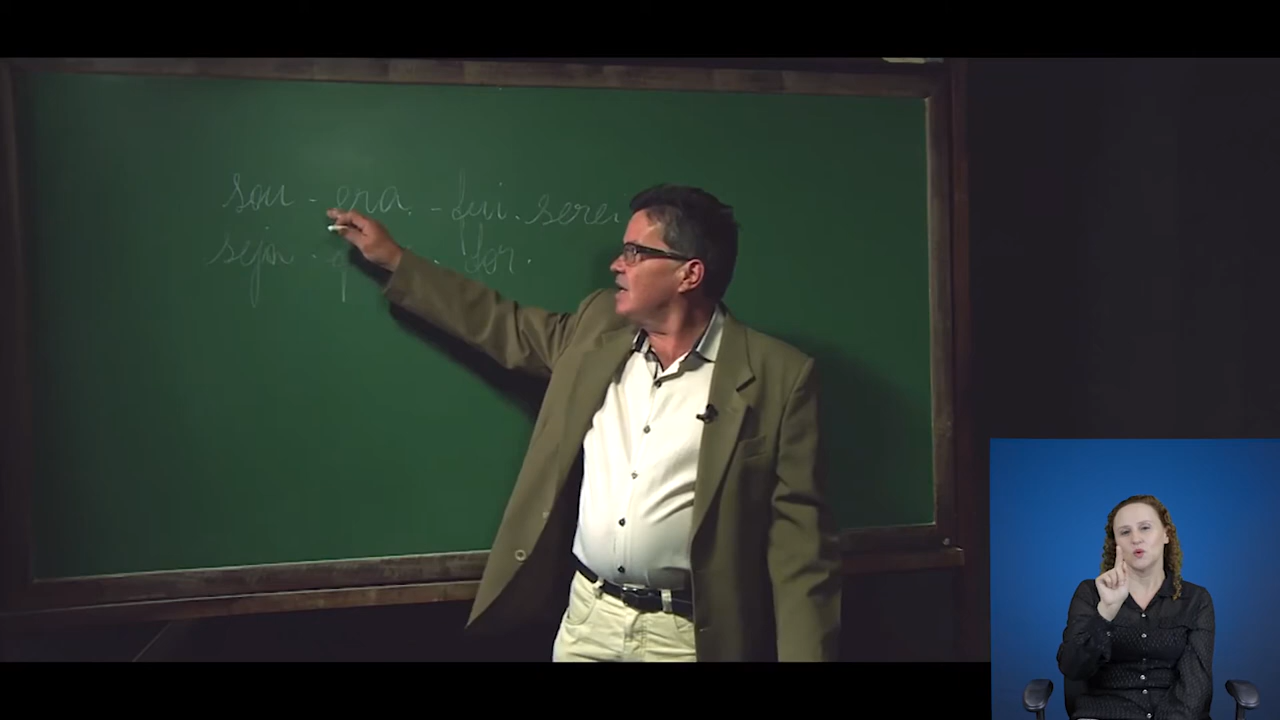 sou - era - fui. serei
seja. for.